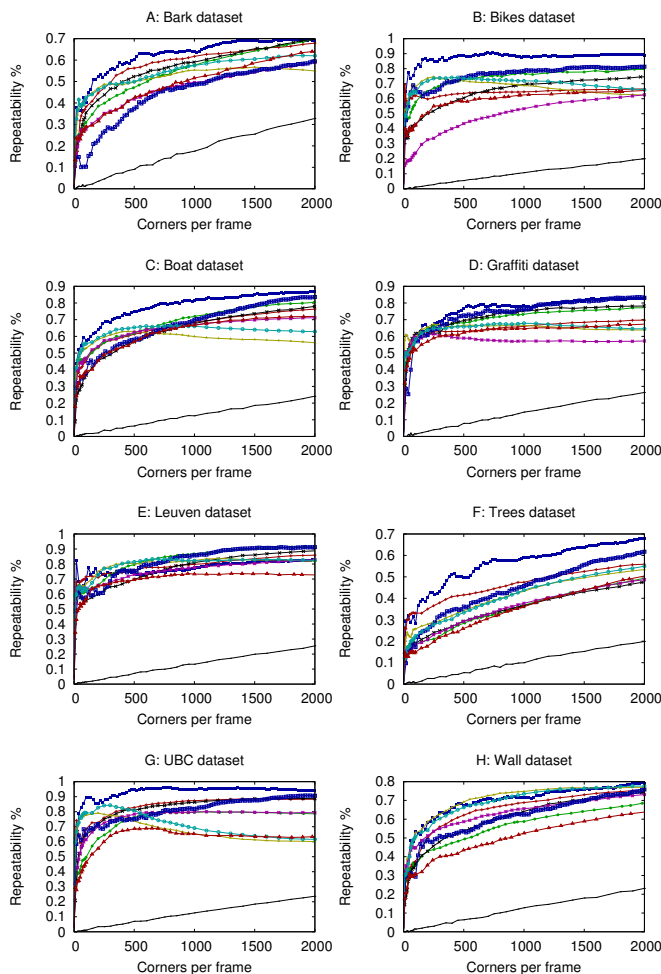 A: Bark dataset
Repeatability %
0.7
0.6
0.5
0.4
0.3
0.2
0.1
0
0 500 1000 1500 2000
Corners per frame
B: Bikes dataset
Repeatability %
1
0.9
0.8
0.7
0.6
0.5
0.4
0.3
0.2
0.1
0
0 500 1000 1500 2000
Corners per frame
C: Boat dataset
Repeatability %
0.9
0.8
0.7
0.6
0.5
0.4
0.3
0.2
0.1
0
0 500 1000 1500 2000
Corners per frame
D: Graffiti dataset
Repeatability %
0.9
0.8
0.7
0.6
0.5
0.4
0.3
0.2
0.1
0
0 500 1000 1500 2000
Corners per frame
E: Leuven dataset
Repeatability %
1
0.9
0.8
0.7
0.6
0.5
0.4
0.3
0.2
0.1
0
0 500 1000 1500 2000
Corners per frame
F: Trees dataset
Repeatability %
0.7
0.6
0.5
0.4
0.3
0.2
0.1
0
0 500 1000 1500 2000
Corners per frame
G: UBC dataset
Repeatability %
1
0.9
0.8
0.7
0.6
0.5
0.4
0.3
0.2
0.1
0
0 500 1000 1500 2000
Corners per frame
H: Wall dataset
Repeatability %
0.8
0.7
0.6
0.5
0.4
0.3
0.2
0.1
0
0 500 1000 1500 2000
Corners per frame